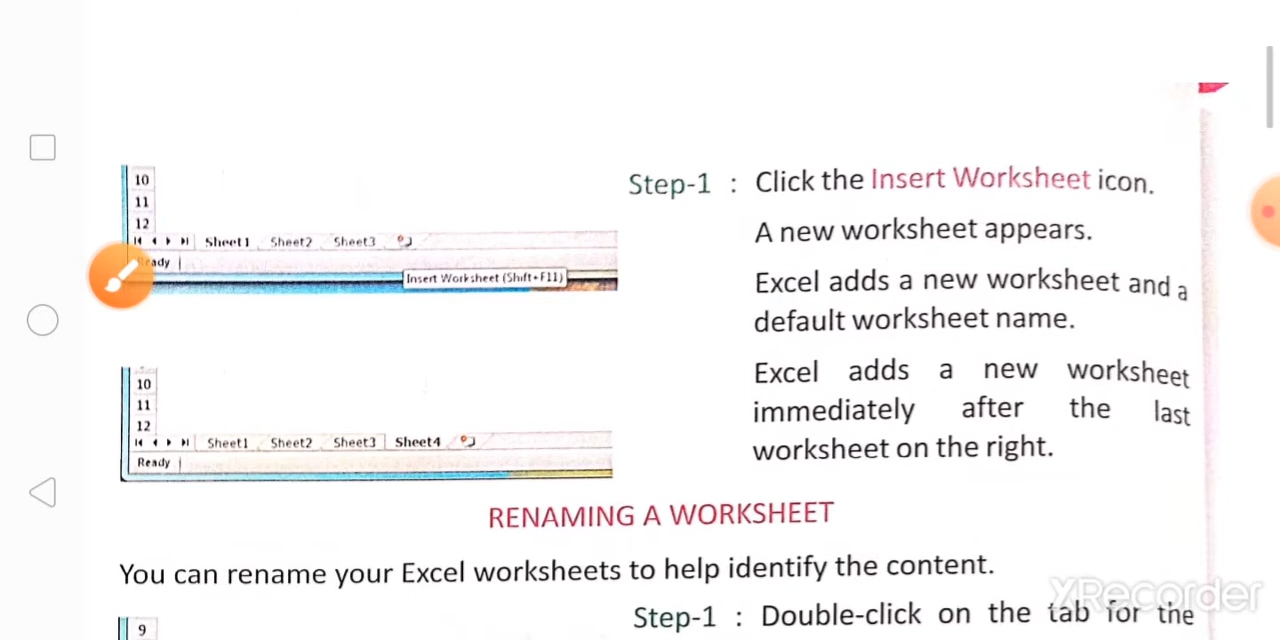 10
11
12
Sheet1 Sheet2 Sheet3
eady
Insert Worksheet (Shift+F11)
Step-1 : Click the Insert Worksheet icon.
A new worksheet appears.
Excel adds a new worksheet and a
default worksheet name.
Excel adds a new worksheet
immediately after the last
worksheet on the right.
10
11
12
Sheet1 Sheet2 Sheet3 Sheet4
Ready
RENAMING A WORKSHEET
You can rename your Excel worksheets to help identify the content.
9
Step-1 : Double-click on the tab for the
XRecorder